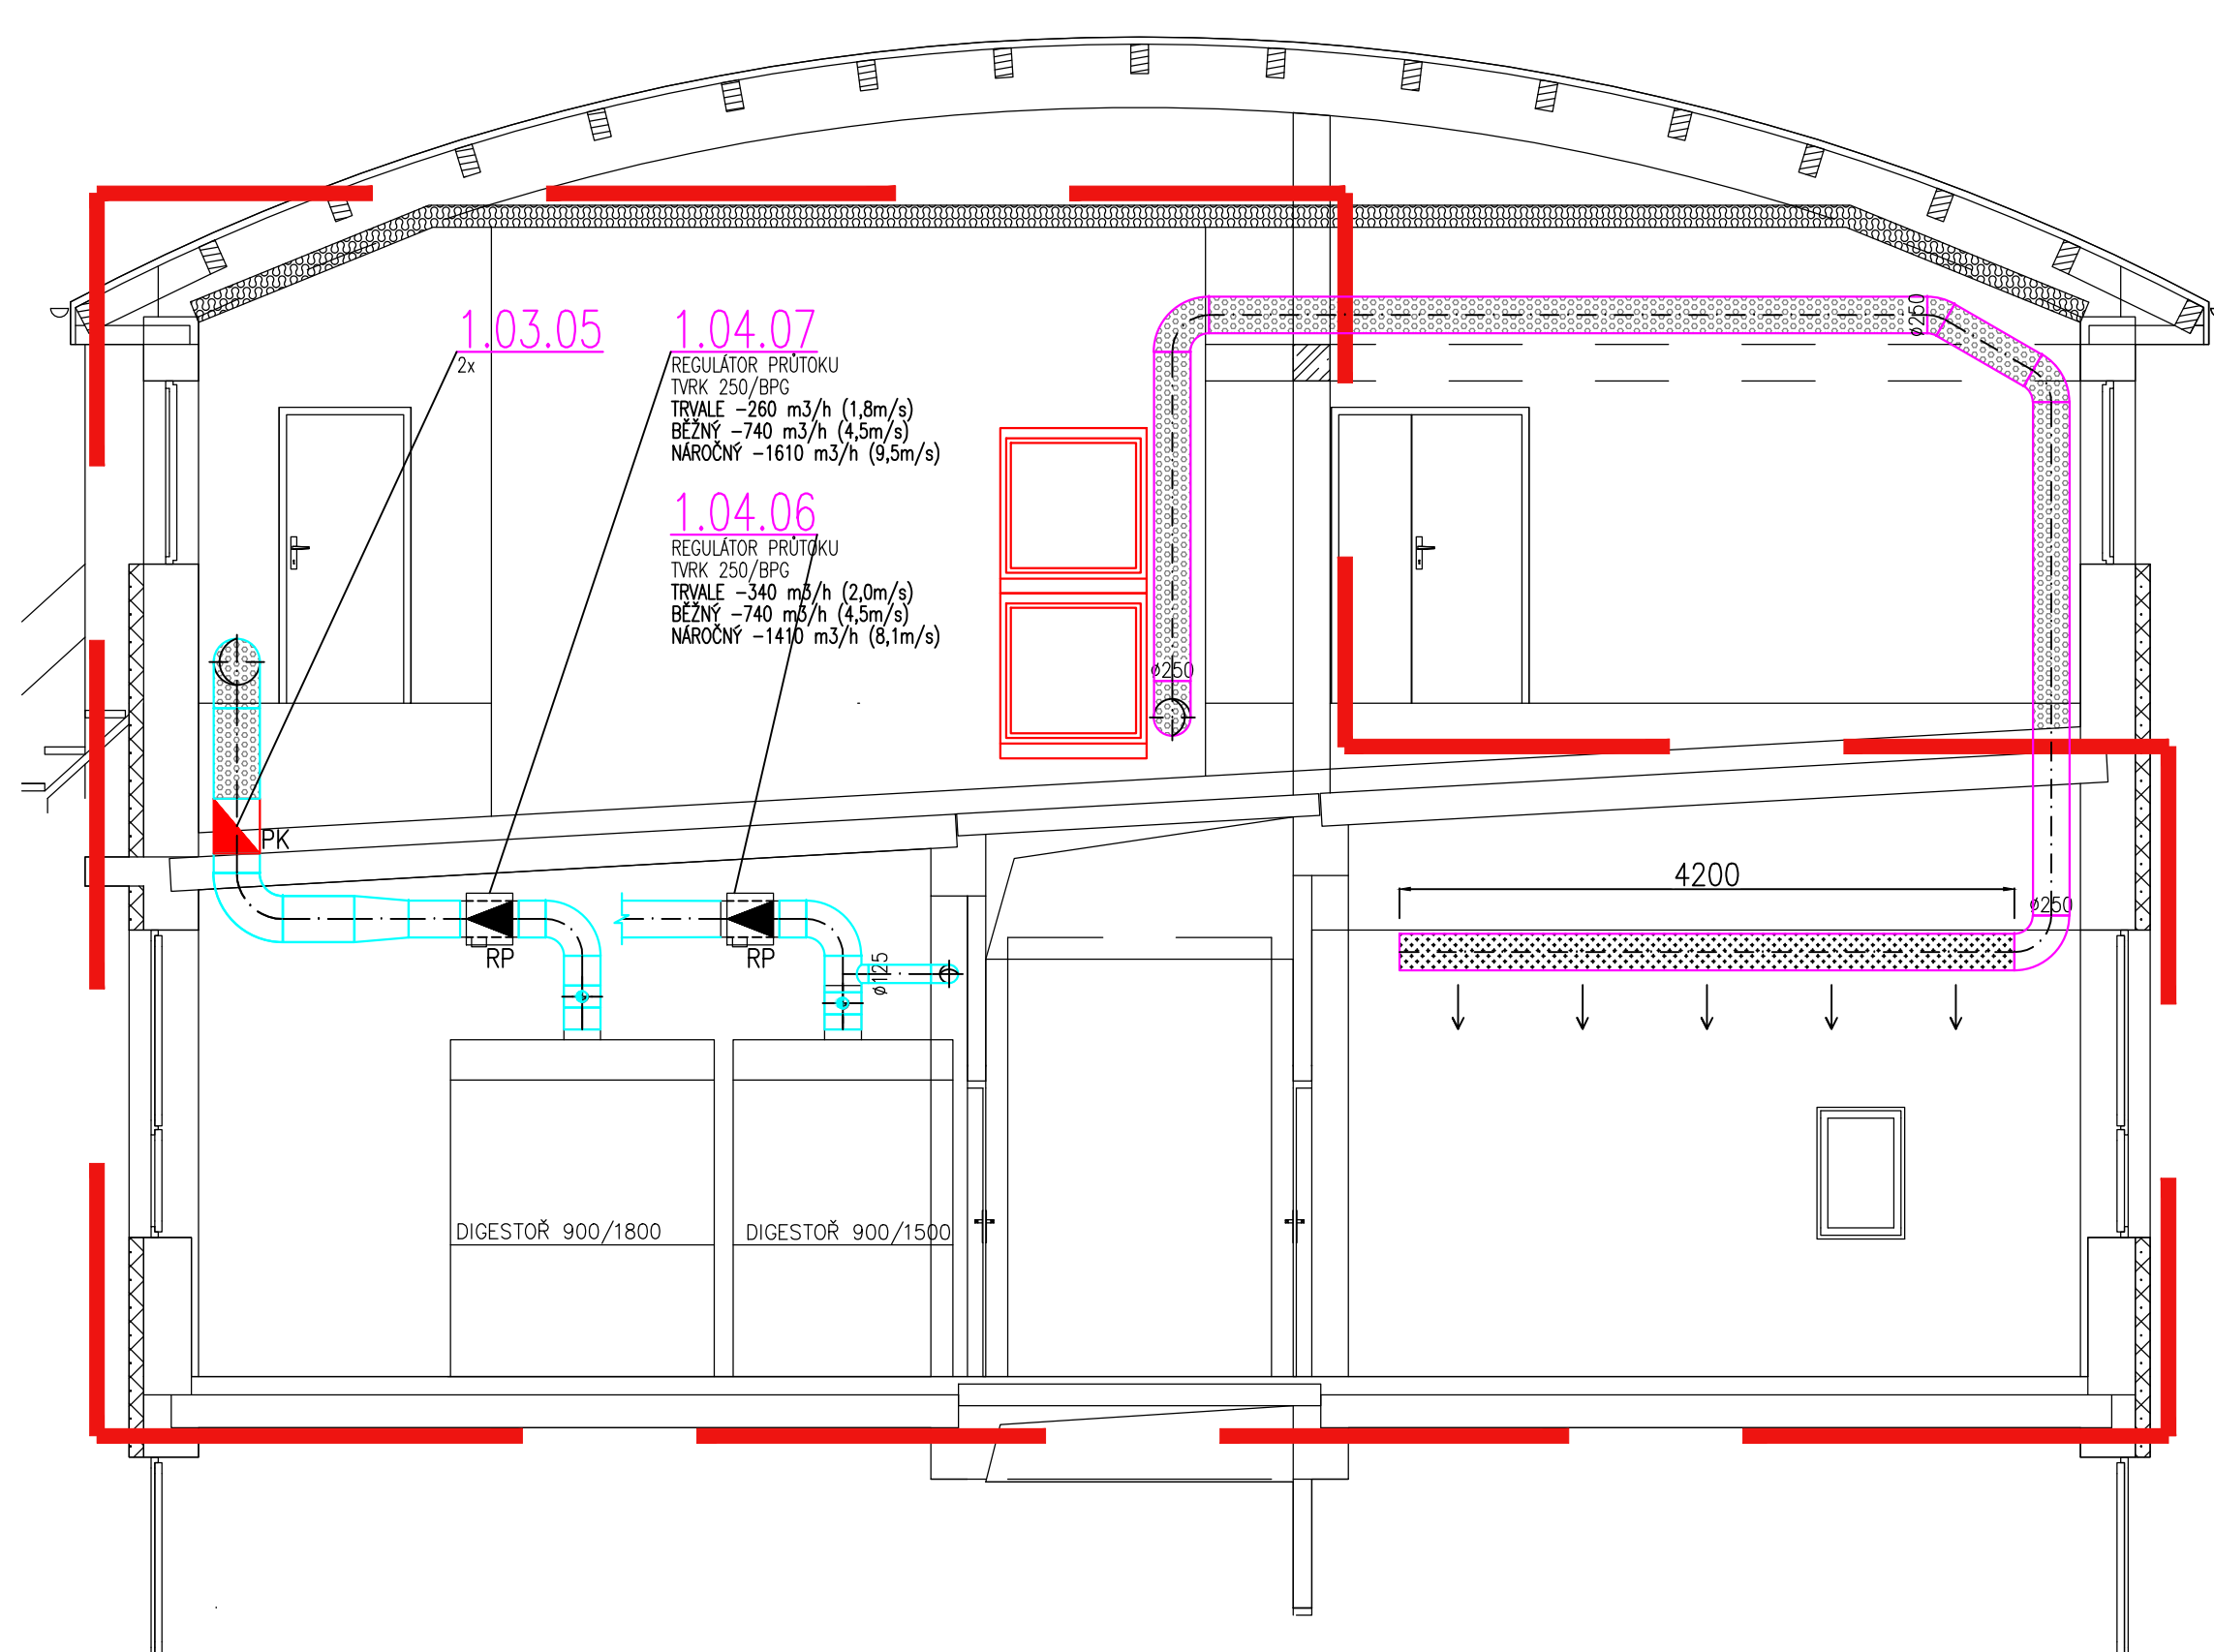 1.03.05
2x
1.04.07
REGULÁTOR PRŮTOKU
TVRK 250/BPG
TRVALE -260 m3/h (1,8m/s)
BĚŽNÝ -740 m3/h (4,5m/s)
NÁROČNÝ -1610 m3/h (9,5m/s)
1.04.06
REGULÁTOR PRŮTOKU
TVRK 250/BPG
TRVALE -340 m3/h (2,0m/s)
BĚŽNÝ -740 m3/h (4,5m/s)
NÁROČNÝ -1410 m3/h (8,1m/s)
ø250
ø250
PK
4200
ø250
RP
RP
ø125
DIGESTOŘ 900/1800
DIGESTOŘ 900/1500